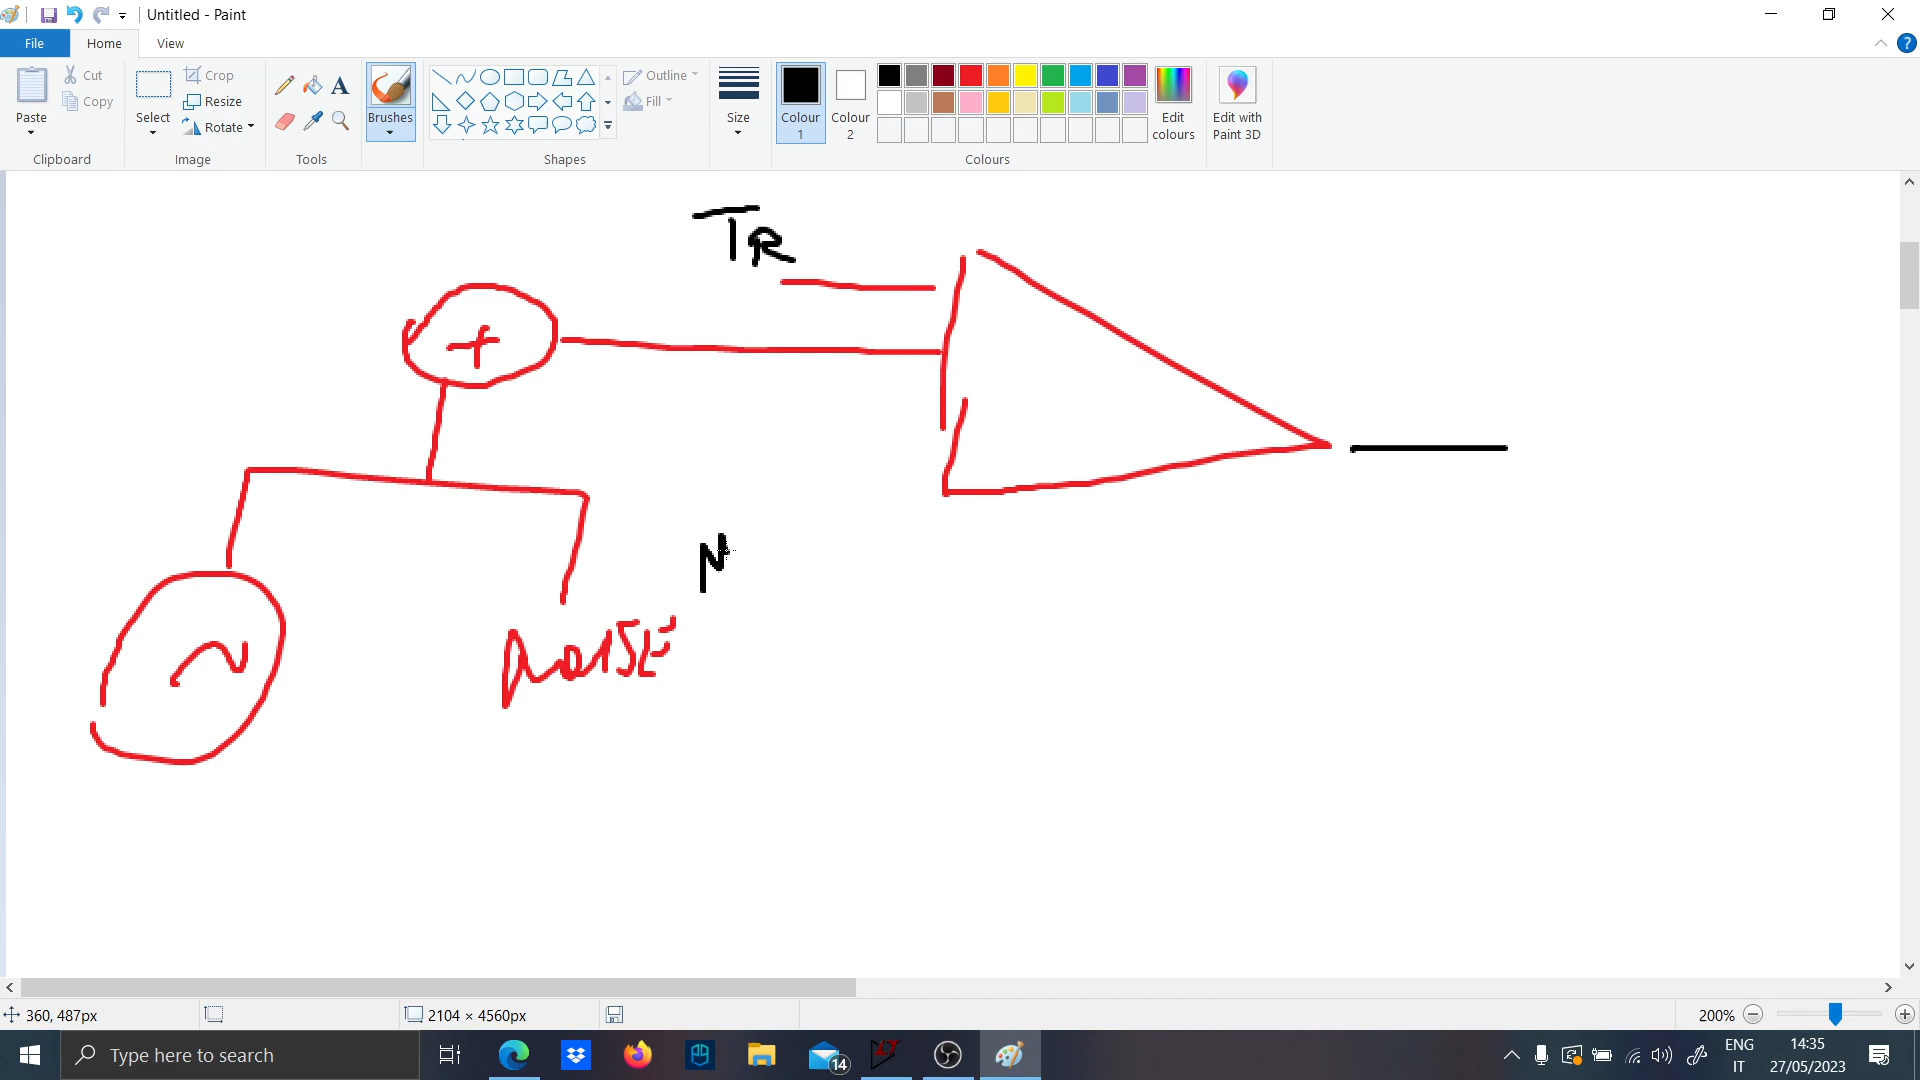 Untitled - Paint
File Home View
Paste
Cut
Copy
Clipboard
Select
Crop
Resize
Rotate
Image
Tools
Brushes
Outline
Fill
Shapes
Size
Colour 1
Colour 2
Edit colours
Colours
Edit with Paint 3D
TR
+
N
NOISE
360, 487px
2104 × 4560px
200%
Type here to search
14
ENG
IT
14:35
27/05/2023